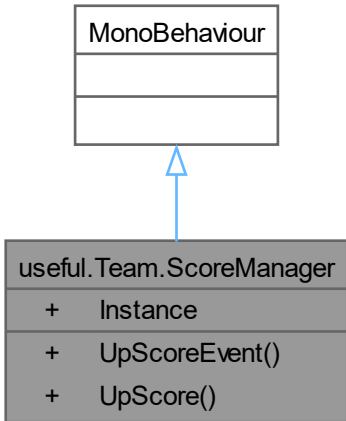 MonoBehaviour
useful.Team.ScoreManager
+ Instance
+ UpScoreEvent()
+ UpScore()